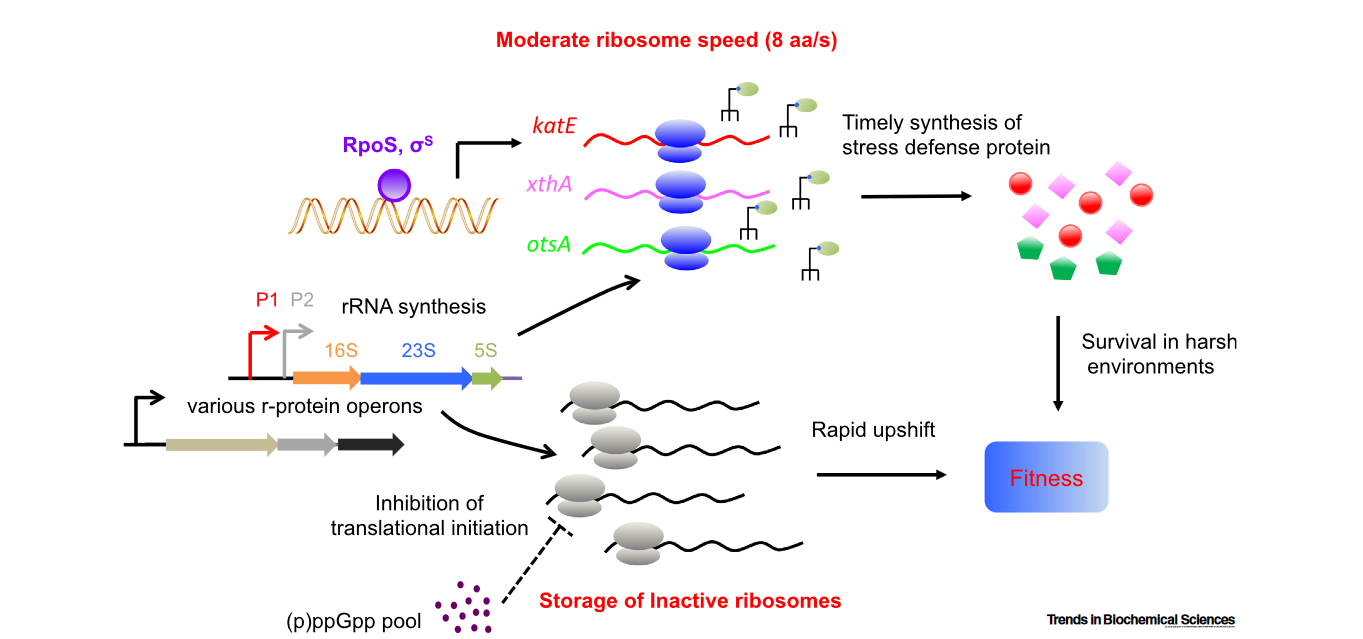 Moderate ribosome speed (8 aa/s)
RpoS, σS
katE
xthA
otsA
Timely synthesis of
stress defense protein
P1 P2
rRNA synthesis
16S 23S 5S
various r-protein operons
Survival in harsh
environments
Rapid upshift
Fitness
Inhibition of
translational initiation
(p)ppGpp pool
Storage of Inactive ribosomes
Trends in Biochemical Sciences